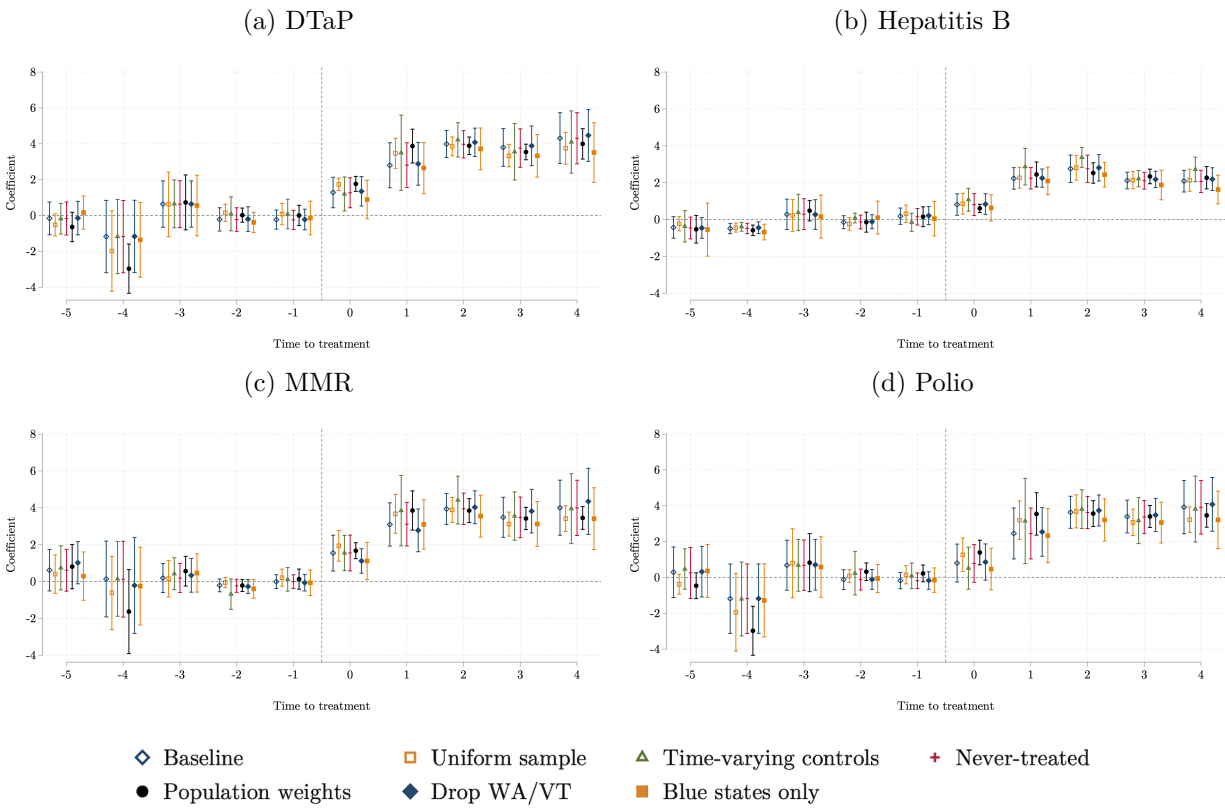 (a) DTaP
(b) Hepatitis B
8
6
4
2
0
-2
-4
Coefficient
-5 -4 -3 -2 -1 0 1 2 3 4
Time to treatment
8
6
4
2
0
-2
-4
Coefficient
-5 -4 -3 -2 -1 0 1 2 3 4
Time to treatment
(c) MMR
(d) Polio
8
6
4
2
0
-2
-4
Coefficient
-5 -4 -3 -2 -1 0 1 2 3 4
Time to treatment
8
6
4
2
0
-2
-4
Coefficient
-5 -4 -3 -2 -1 0 1 2 3 4
Time to treatment
Baseline Uniform sample Time-varying controls Never-treated
Population weights Drop WA/VT Blue states only